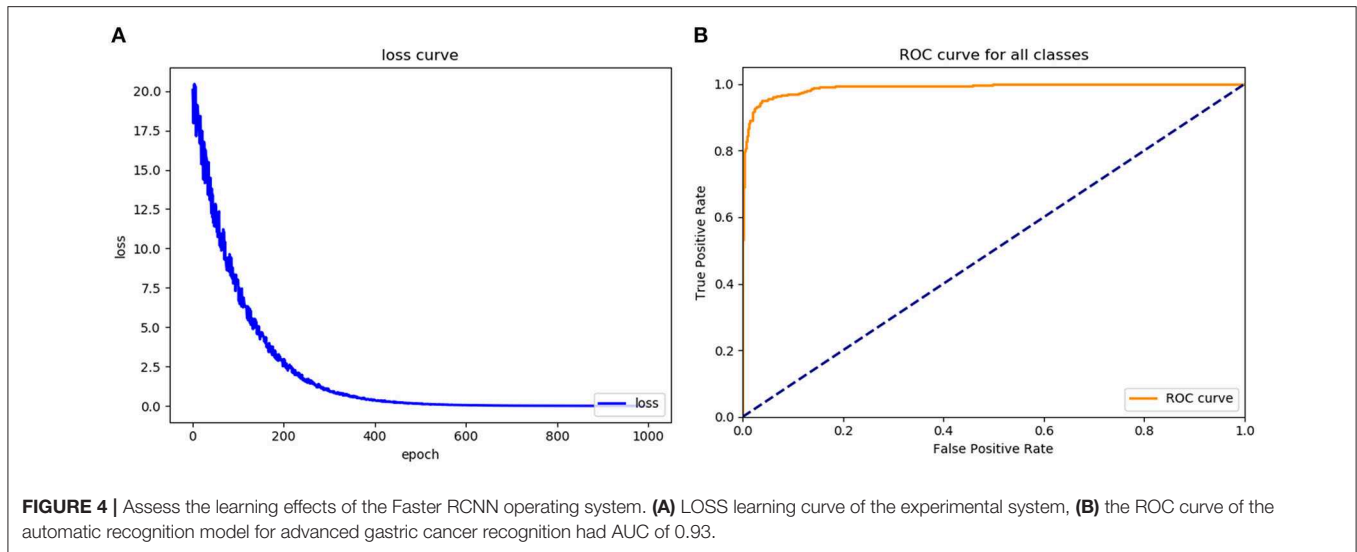 A
loss curve
20.0
17.5
15.0
12.5
10.0
7.5
5.0
2.5
0.0
loss
0
200
400
600
800
1000
epoch
loss
B
ROC curve for all classes
1.0
0.8
0.6
0.4
0.2
0.0
True Positive Rate
0.0
0.2
0.4
0.6
0.8
1.0
False Positive Rate
ROC curve
FIGURE 4 | Assess the learning effects of the Faster RCNN operating system. (A) LOSS learning curve of the experimental system, (B) the ROC curve of the
automatic recognition model for advanced gastric cancer recognition had AUC of 0.93.